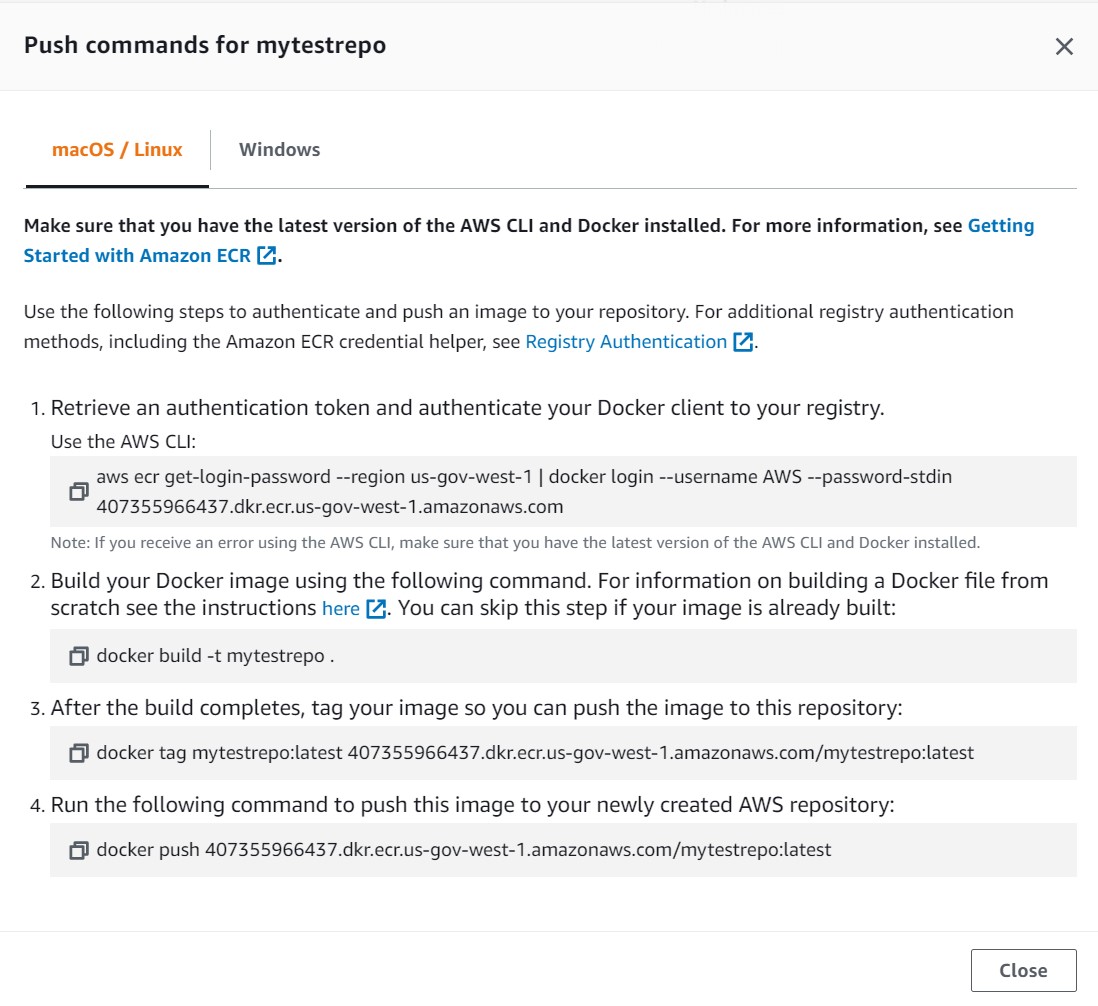 Push commands for mytestrepo
macOS / Linux
Windows
Make sure that you have the latest version of the AWS CLI and Docker installed. For more information, see Getting
Started with Amazon ECR.
Use the following steps to authenticate and push an image to your repository. For additional registry authentication
methods, including the Amazon ECR credential helper, see Registry Authentication.
1. Retrieve an authentication token and authenticate your Docker client to your registry.
Use the AWS CLI:
aws ecr get-login-password --region us-gov-west-1 | docker login --username AWS --password-stdin
407355966437.dkr.ecr.us-gov-west-1.amazonaws.com
Note: If you receive an error using the AWS CLI, make sure that you have the latest version of the AWS CLI and Docker installed.
2. Build your Docker image using the following command. For information on building a Docker file from
scratch see the instructions here. You can skip this step if your image is already built:
docker build -t mytestrepo .
3. After the build completes, tag your image so you can push the image to this repository:
docker tag mytestrepo:latest 407355966437.dkr.ecr.us-gov-west-1.amazonaws.com/mytestrepo:latest
4. Run the following command to push this image to your newly created AWS repository:
docker push 407355966437.dkr.ecr.us-gov-west-1.amazonaws.com/mytestrepo:latest
Close